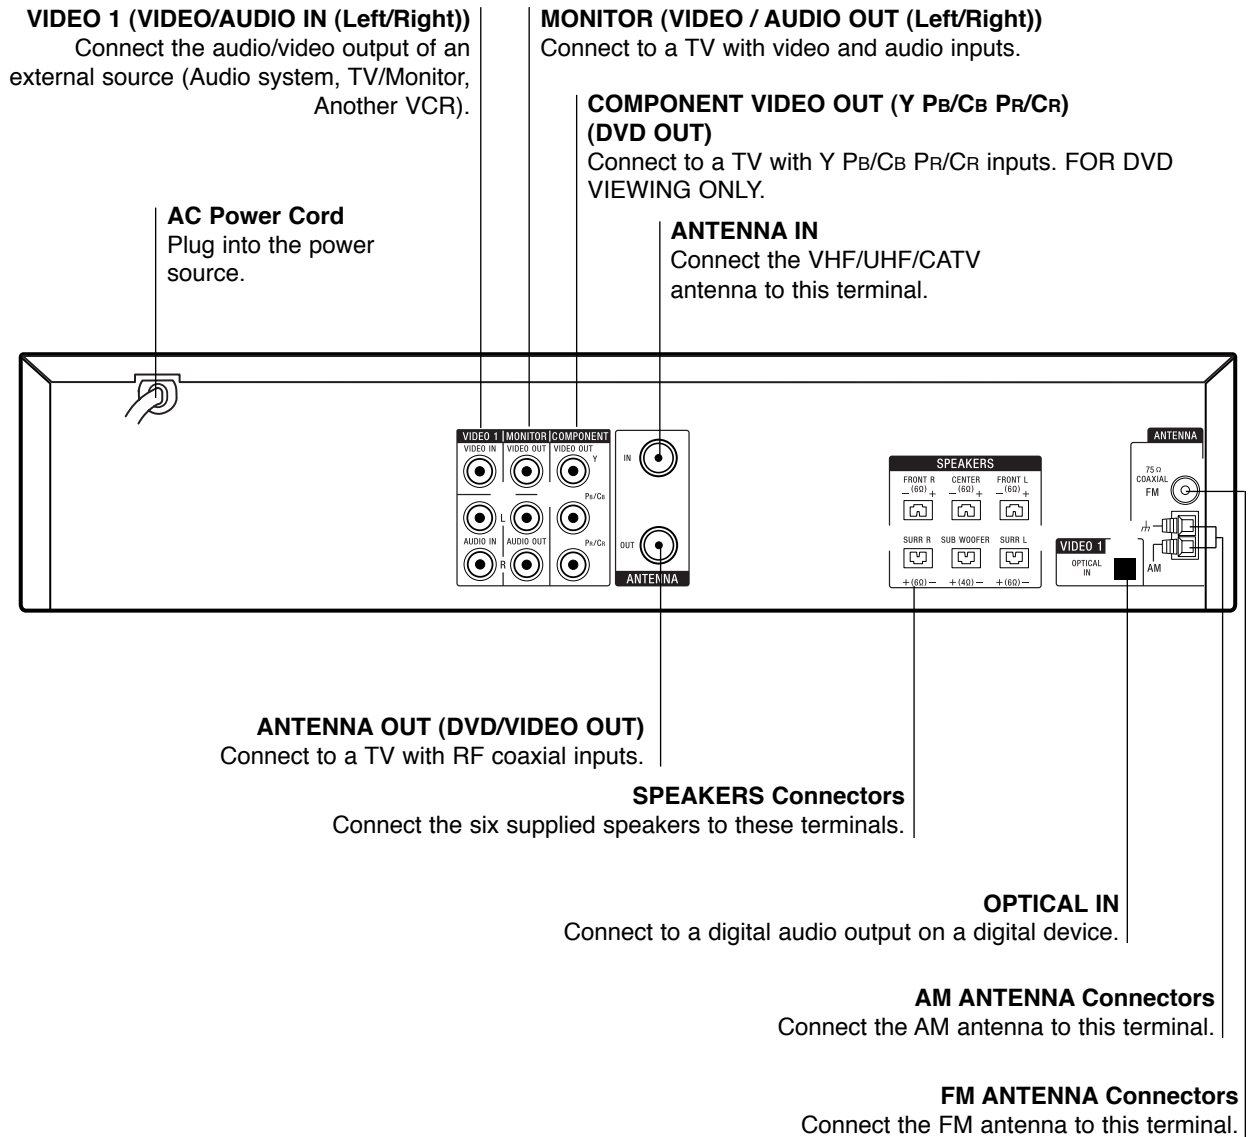 VIDEO 1 (VIDEO/AUDIO IN (Left/Right))
Connect the audio/video output of an
external source (Audio system, TV/Monitor,
Another VCR).
MONITOR (VIDEO / AUDIO OUT (Left/Right))
Connect to a TV with video and audio inputs.
COMPONENT VIDEO OUT (Y PB/CB PR/CR)
(DVD OUT)
Connect to a TV with Y PB/CB PR/CR inputs. FOR DVD
VIEWING ONLY.
AC Power Cord
Plug into the power
source.
ANTENNA IN
Connect the VHF/UHF/CATV
antenna to this terminal.
VIDEO 1 MONITOR COMPONENT
VIDEO IN VIDEO OUT VIDEO OUT
Y
PB/CB
L
AUDIO IN AUDIO OUT PR/CR
R
IN
OUT
ANTENNA
SPEAKERS
FRONT R CENTER FRONT L
– (6Ω) + – (6Ω) + – (6Ω) +
SURR R SUB WOOFER SURR L
+ (6Ω) – + (4Ω) – + (6Ω) –
VIDEO 1
OPTICAL
IN
ANTENNA
75 Ω
COAXIAL
FM
AM
ANTENNA OUT (DVD/VIDEO OUT)
Connect to a TV with RF coaxial inputs.
SPEAKERS Connectors
Connect the six supplied speakers to these terminals.
OPTICAL IN
Connect to a digital audio output on a digital device.
AM ANTENNA Connectors
Connect the AM antenna to this terminal.
FM ANTENNA Connectors
Connect the FM antenna to this terminal.